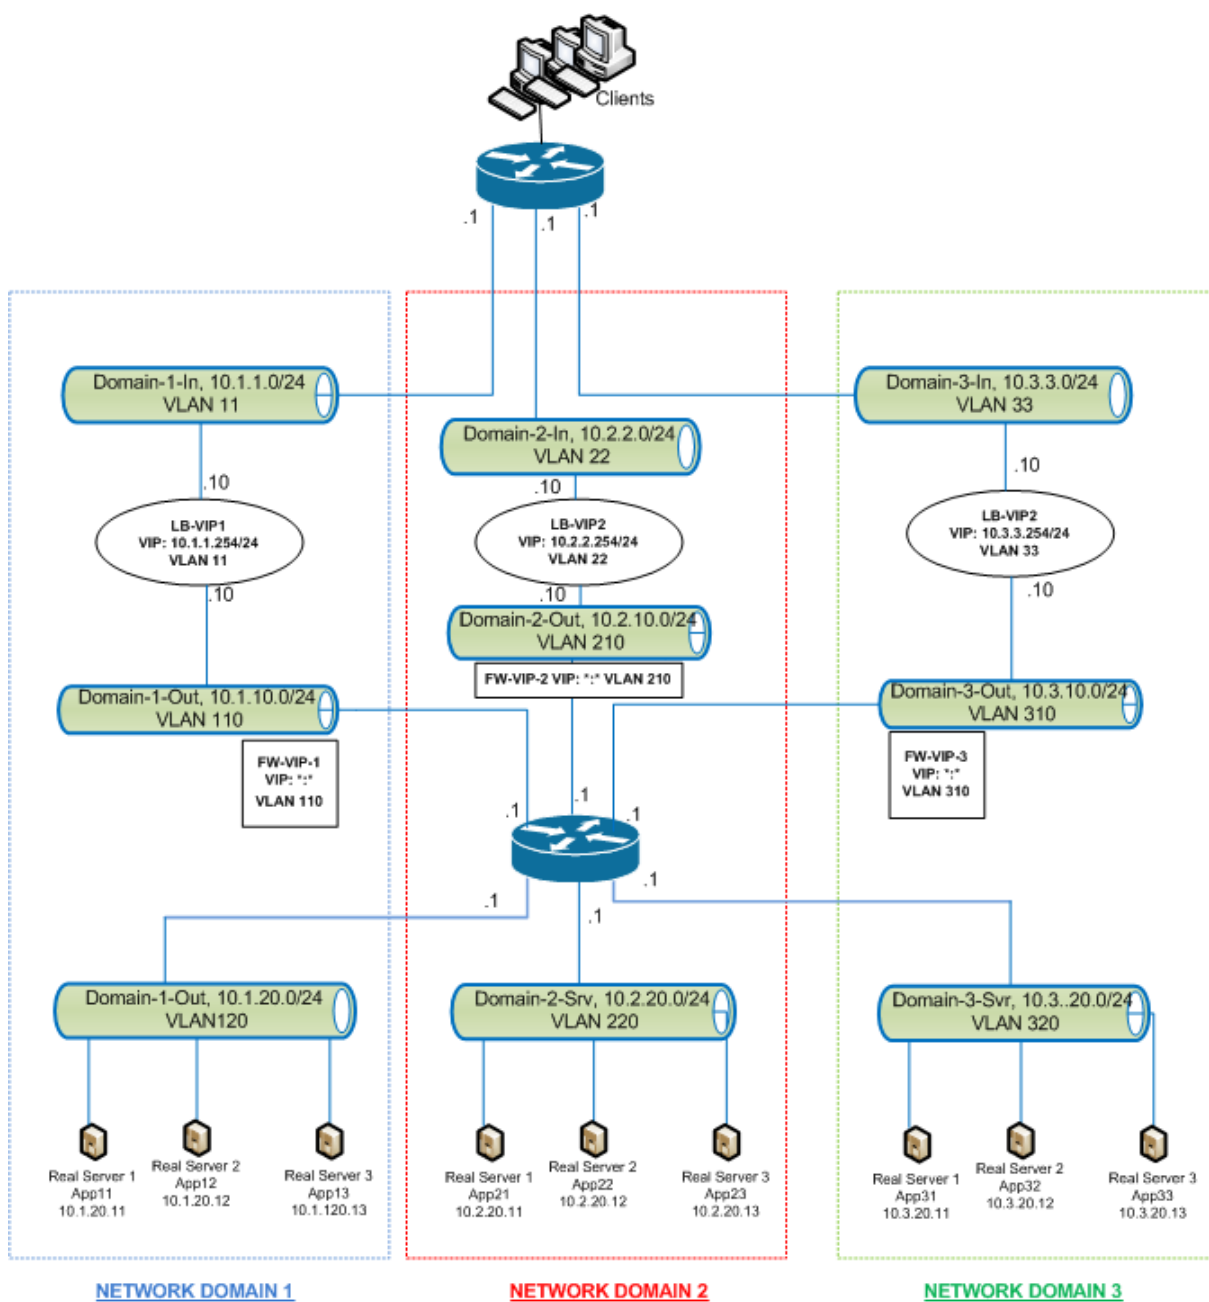 Clients
.1
.1
.1
Domain-1-In, 10.1.1.0/24
VLAN 11
Domain-2-In, 10.2.2.0/24
VLAN 22
Domain-3-In, 10.3.3.0/24
VLAN 33
.10
.10
.10
LB-VIP1
VIP: 10.1.1.254/24
VLAN 11
LB-VIP2
VIP: 10.2.2.254/24
VLAN 22
LB-VIP2
VIP: 10.3.3.254/24
VLAN 33
.10
.10
.10
Domain-2-Out, 10.2.10.0/24
VLAN 210
FW-VIP-2 VIP: *:* VLAN 210
Domain-1-Out, 10.1.10.0/24
VLAN 110
Domain-3-Out, 10.3.10.0/24
VLAN 310
FW-VIP-1
VIP: *:*
VLAN 110
FW-VIP-3
VIP: *:*
VLAN 310
.1
.1
.1
.1
.1
.1
Domain-1-Out, 10.1.20.0/24
VLAN120
Domain-2-Srv, 10.2.20.0/24
VLAN 220
Domain-3-Svr, 10.3..20.0/24
VLAN 320
Real Server 1
App11
10.1.20.11
Real Server 2
App12
10.1.20.12
Real Server 3
App13
10.1.120.13
Real Server 1
App21
10.2.20.11
Real Server 2
App22
10.2.20.12
Real Server 3
App23
10.2.20.13
Real Server 1
App31
10.3.20.11
Real Server 2
App32
10.3.20.12
Real Server 3
App33
10.3.20.13
NETWORK DOMAIN 1
NETWORK DOMAIN 2
NETWORK DOMAIN 3